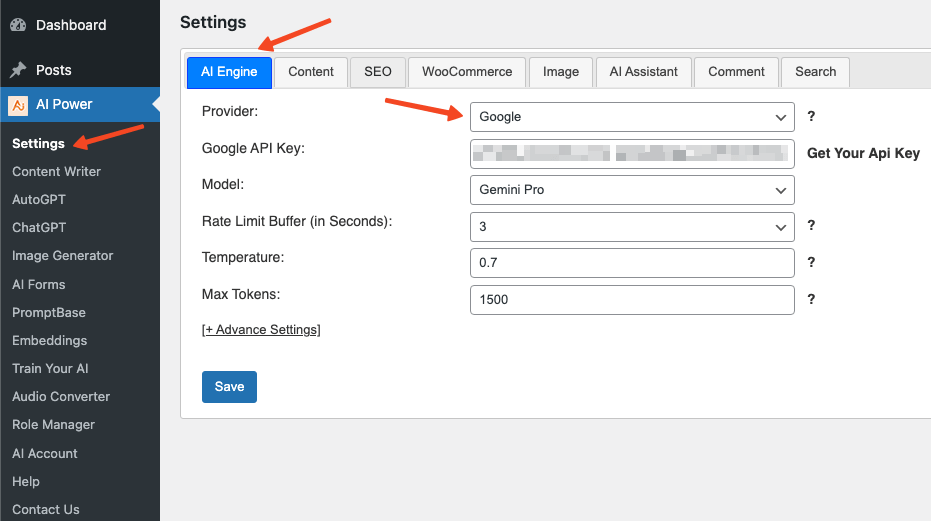 Dashboard
Posts
AI Power
Settings
Content Writer
AutoGPT
ChatGPT
Image Generator
AI Forms
PromptBase
Embeddings
Train Your AI
Audio Converter
Role Manager
AI Account
Help
Contact Us
Settings
AI Engine Content SEO WooCommerce Image AI Assistant Comment Search
Provider: Google ?
Google API Key: Get Your Api Key
Model: Gemini Pro
Rate Limit Buffer (in Seconds): 3 ?
Temperature: 0.7 ?
Max Tokens: 1500 ?
[+ Advance Settings]
Save